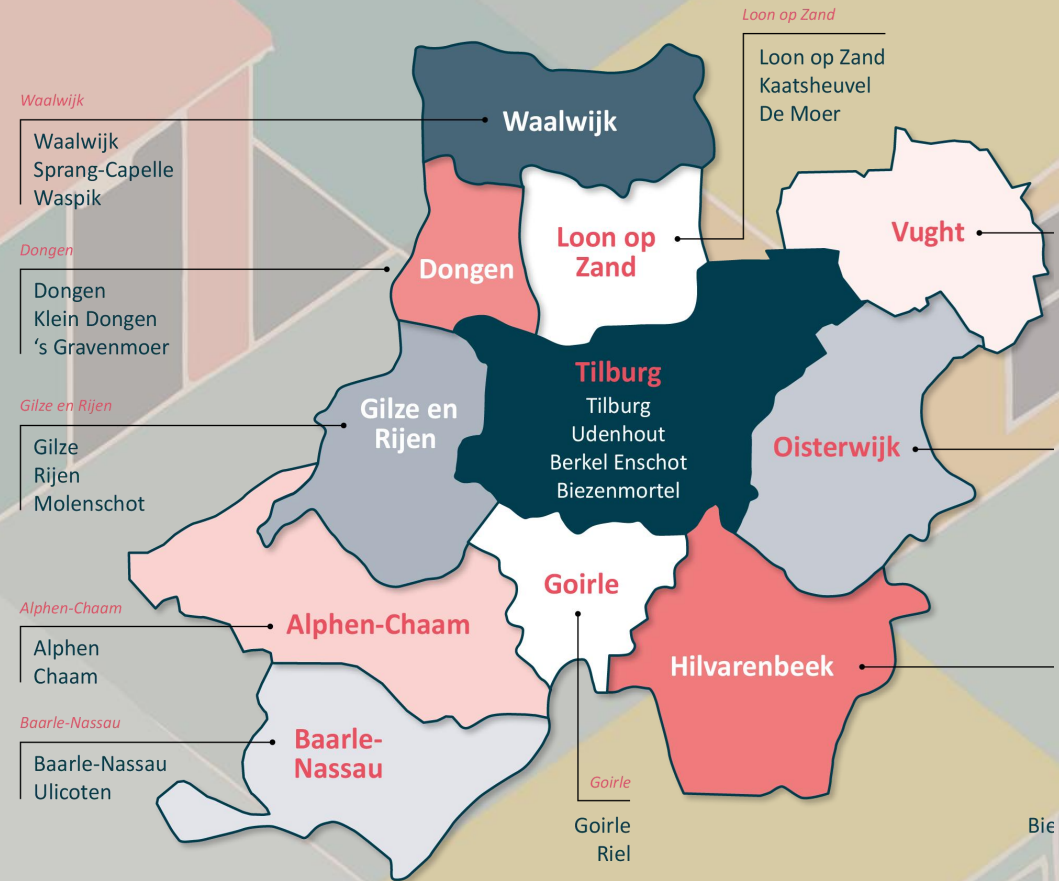 Loon op Zand
Loon op Zand
Kaatsheuvel
De Moer
Waalwijk
Waalwijk
Sprang-Capelle
Waspik
Waalwijk
Dongen
Dongen
Klein Dongen
‘s Gravenmoer
Dongen
Loon op
Zand
Vught
Tilburg
Tilburg
Udenhout
Berkel Enschot
Biezenmortel
Gilze en Rijen
Gilze
Rijen
Molenschot
Gilze en
Rijen
Oisterwijk
Goirle
Alphen-Chaam
Alphen
Chaam
Alphen-Chaam
Hilvarenbeek
Baarle-Nassau
Baarle-Nassau
Ulicoten
Baarle-
Nassau
Goirle
Goirle
Riel
Bie